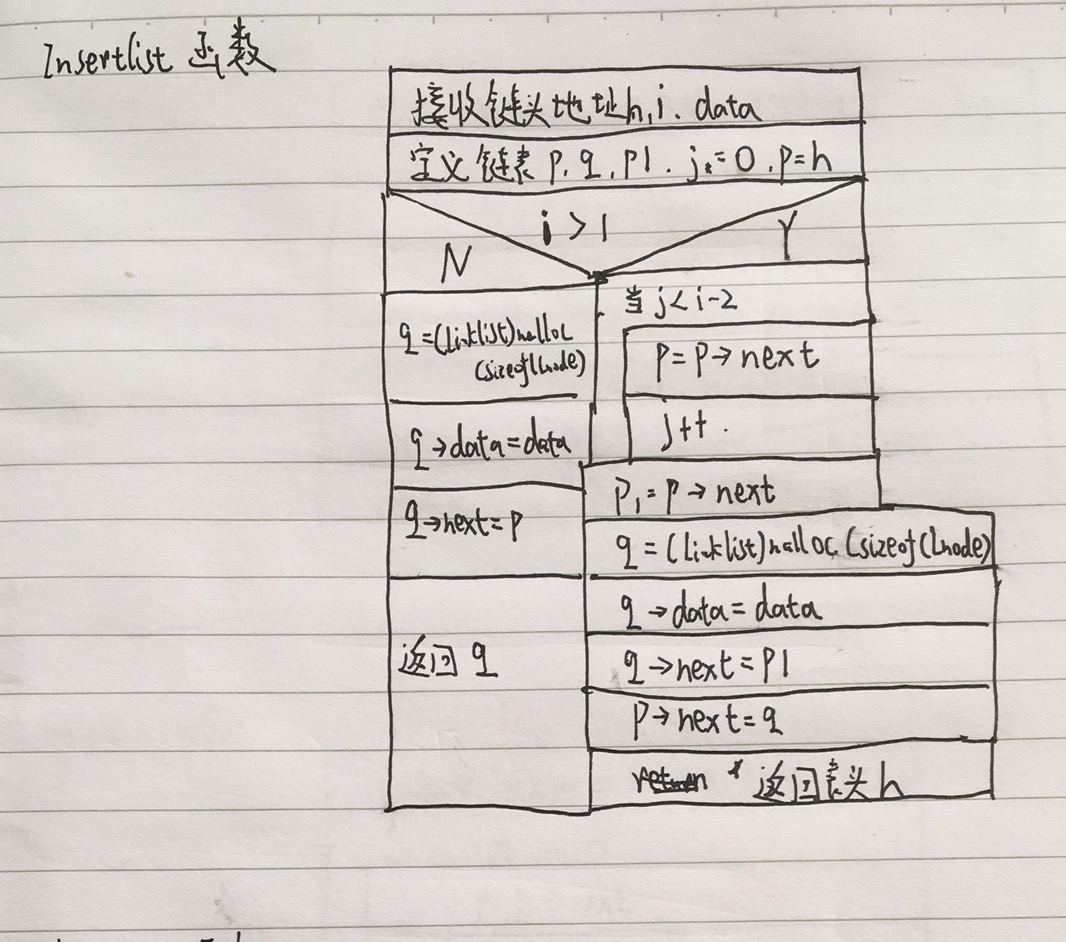 Insertlist 函数
接收链头地址h,i. data
定义链表 p, q, p1. j=0, p=h
i > 1
N
Y
q=(Linklist)malloc
(sizeof(Lnode)
q→data=data
q→next=p
返回 q
当 j<i-2
p=p→next
j++.
p1=p→next
q=(Linklist)malloc(sizeof(Lnode)
q→data=data
q→next=p1
p→next=q
返回表头h